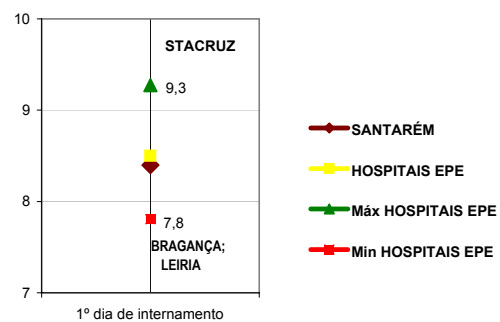 10
STACRUZ
9,3
9
SANTARÉM
HOSPITAIS EPE
8
Máx HOSPITAIS EPE
7,8
BRAGANÇA;
LEIRIA
Min HOSPITAIS EPE
7
1º dia de internamento